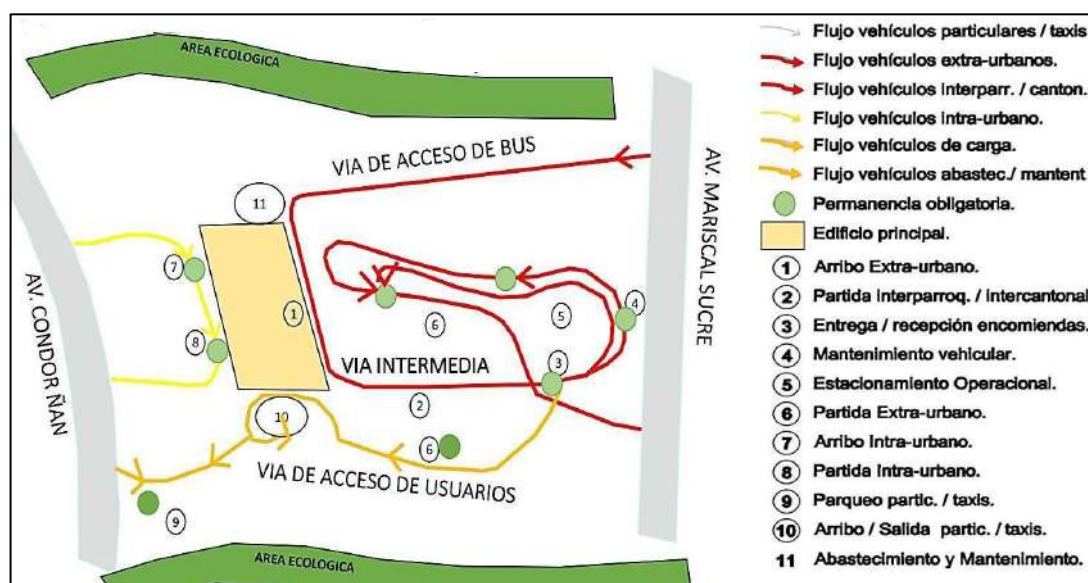 AREA ECOLOGICA
VIA DE ACCESO DE BUS
AV. MARISCAL SUCRE
AV. CONDOR ÑAN
11
7
8
1
6
5
4
3
VIA INTERMEDIA
2
10
6
VIA DE ACCESO DE USUARIOS
9
AREA ECOLOGICA
Flujo vehículos particulares / taxis
Flujo vehículos extra-urbanos.
Flujo vehículos interparr. / canton.
Flujo vehículos intra-urbano.
Flujo vehículos de carga.
Flujo vehículos abastec./ mantent
Permanencia obligatoria.
Edificio principal.
1 Arribo Extra-urbano.
2 Partida Interparroq. / Intercantonal
3 Entrega / recepción encomiendas.
4 Mantenimiento vehicular.
5 Estacionamiento Operacional.
6 Partida Extra-urbano.
7 Arribo Intra-urbano.
8 Partida Intra-urbano.
9 Parqueo partic. / taxis.
10 Arribo / Salida partic. / taxis.
11 Abastecimiento y Mantenimiento.